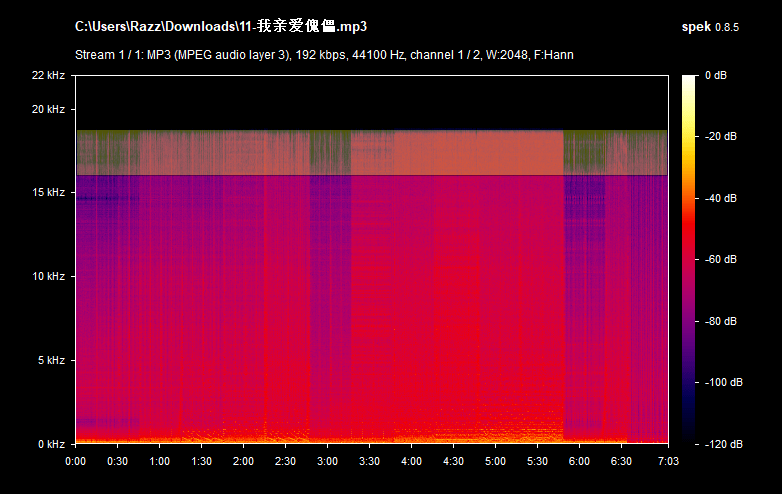 C:\Users\Razz\Downloads\11-我亲爱傀儡.mp3
spek 0.8.5
Stream 1 / 1: MP3 (MPEG audio layer 3), 192 kbps, 44100 Hz, channel 1 / 2, W:2048, F:Hann
22 kHz
20 kHz
15 kHz
10 kHz
5 kHz
0 kHz
0 dB
-20 dB
-40 dB
-60 dB
-80 dB
-100 dB
-120 dB
0:00 0:30 1:00 1:30 2:00 2:30 3:00 3:30 4:00 4:30 5:00 5:30 6:00 6:30 7:03